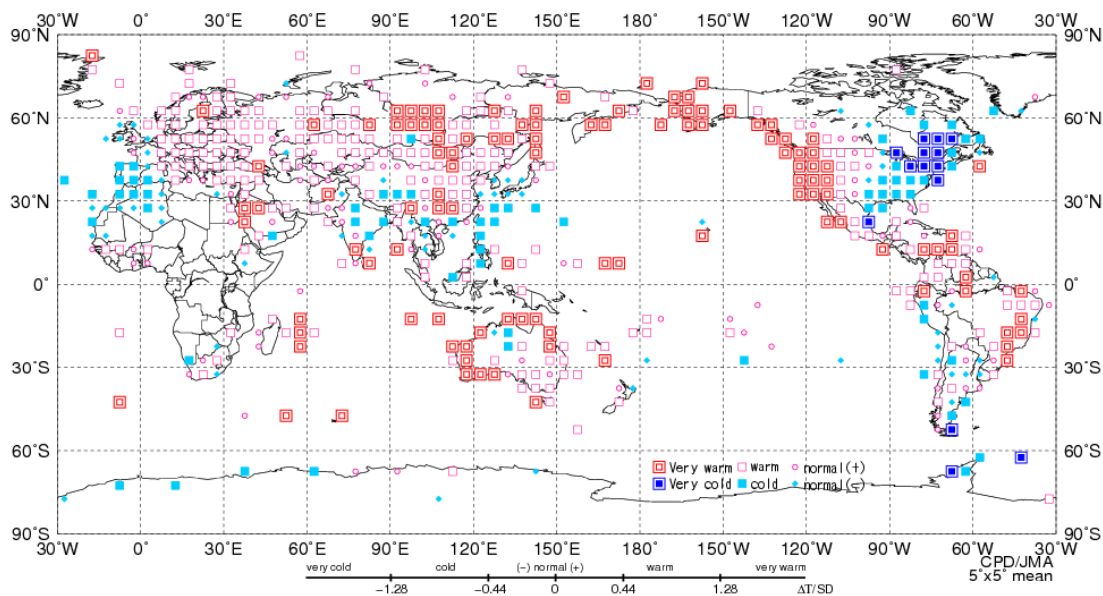 30˚W 0˚ 30˚E 60˚E 90˚E 120˚E 150˚E 180˚ 150˚W 120˚W 90˚W 60˚W 30˚W
90˚N 90˚N
60˚N 60˚N
30˚N 30˚N
0˚ 0˚
30˚S 30˚S
60˚S 60˚S
Very warm warm normal(+)
Very cold cold normal(−)
90˚S 90˚S
30˚W 0˚ 30˚E 60˚E 90˚E 120˚E 150˚E 180˚ 150˚W 120˚W 90˚W 60˚W 30˚W
CPD/JMA
very cold cold (−) normal (+) warm very warm
5˚x5˚ mean
−1.28 −0.44 0 0.44 1.28 ΔT/SD